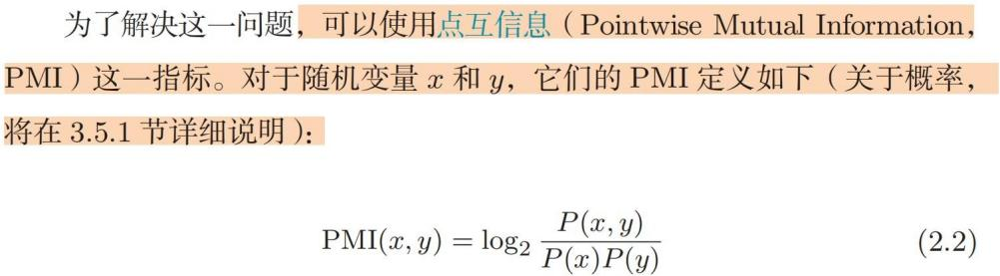 为了解决这一问题，可以使用点互信息（Pointwise Mutual Information，
PMI）这一指标。对于随机变量 x 和 y，它们的 PMI 定义如下（关于概率，
将在 3.5.1 节详细说明）：
PMI(x, y) = log₂ P(x, y) / P(x)P(y) (2.2)